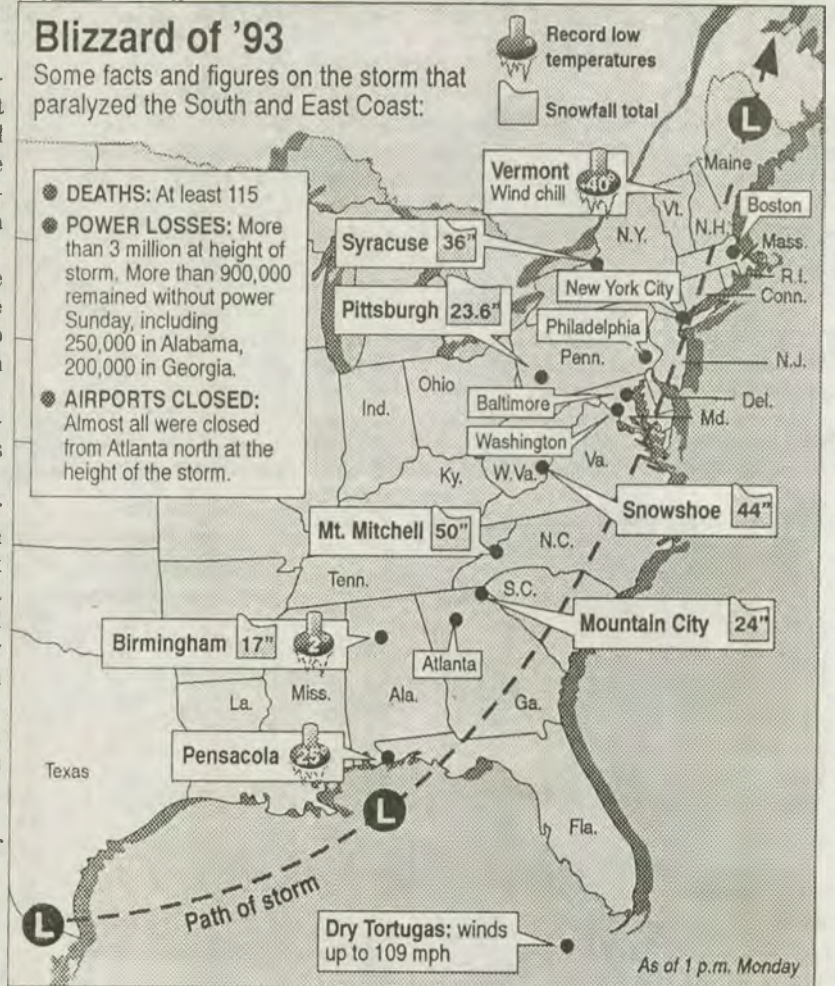 Blizzard of '93
Some facts and figures on the storm that
paralyzed the South and East Coast:
Record low
temperatures
Snowfall total
● DEATHS: At least 115
● POWER LOSSES: More
than 3 million at height of
storm. More than 900,000
remained without power
Sunday, including
250,000 in Alabama,
200,000 in Georgia.
● AIRPORTS CLOSED:
Almost all were closed
from Atlanta north at the
height of the storm.
L
Maine
Vermont
Wind chill
Vt.
N.H.
Boston
Mass.
R.I.
Conn.
N.Y.
Syracuse 36"
New York City
Pittsburgh 23.6"
Philadelphia
Penn.
N.J.
Ohio
Ind.
Baltimore
Del.
Md.
Washington
Va.
W.Va.
Ky.
Snowshoe 44"
Mt. Mitchell 50"
N.C.
Tenn.
S.C.
Mountain City 24"
Birmingham 17" 2
Atlanta
La.
Miss.
Ala.
Ga.
Pensacola 25
Texas
L
Fla.
L
Path of storm
Dry Tortugas: winds
up to 109 mph
As of 1 p.m. Monday